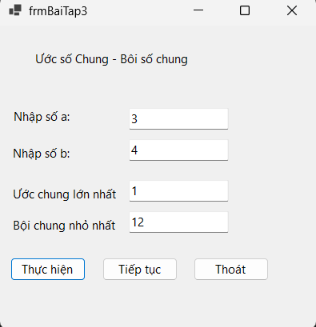 frmBaiTap3
Ước số Chung - Bôi số chung
Nhập số a: 3
Nhập số b: 4
Ước chung lớn nhất 1
Bội chung nhỏ nhất 12
Thực hiện Tiếp tục Thoát